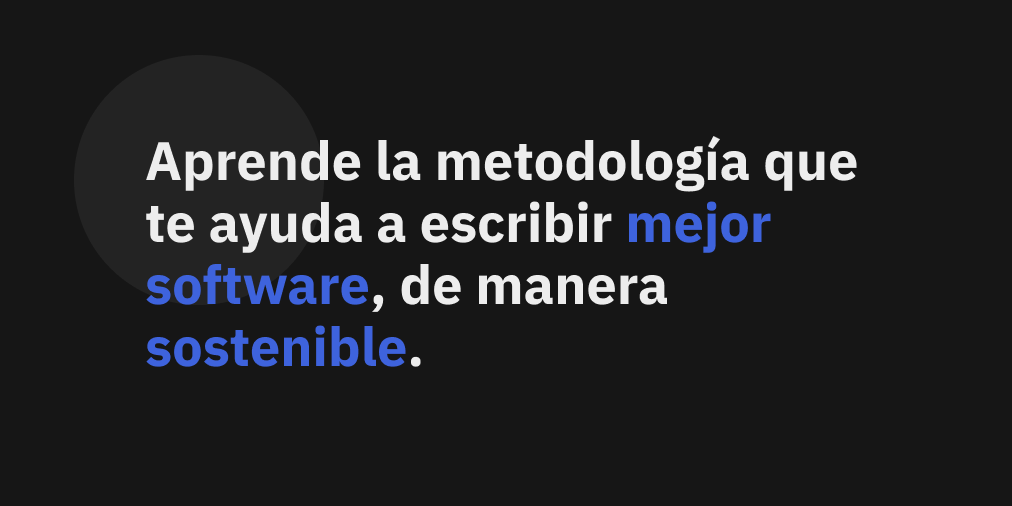 Aprende la metodología que
te ayuda a escribir mejor
software, de manera
sostenible.